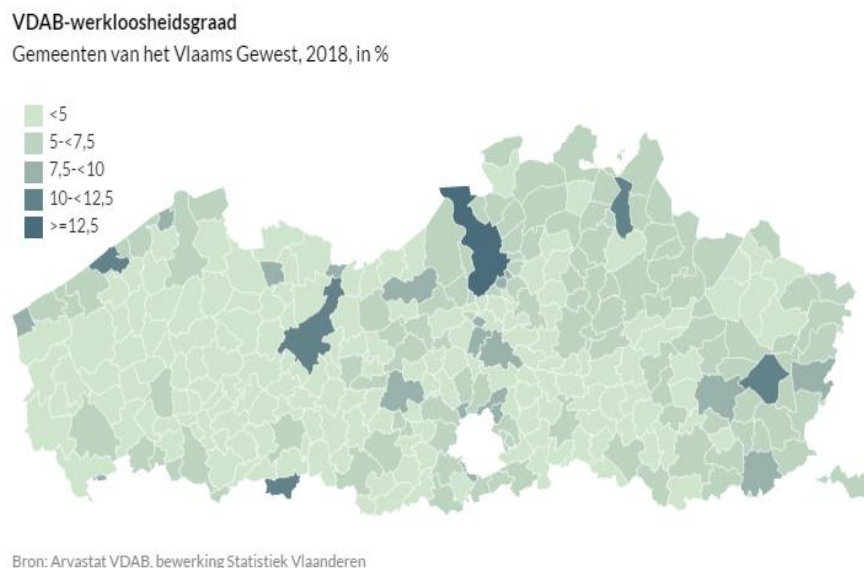 VDAB-werkloosheidsgraad
Gemeenten van het Vlaams Gewest, 2018, in %
<5
5-<7,5
7,5-<10
10-<12,5
>=12,5
Bron: Arvastat VDAB, bewerking Statistiek Vlaanderen